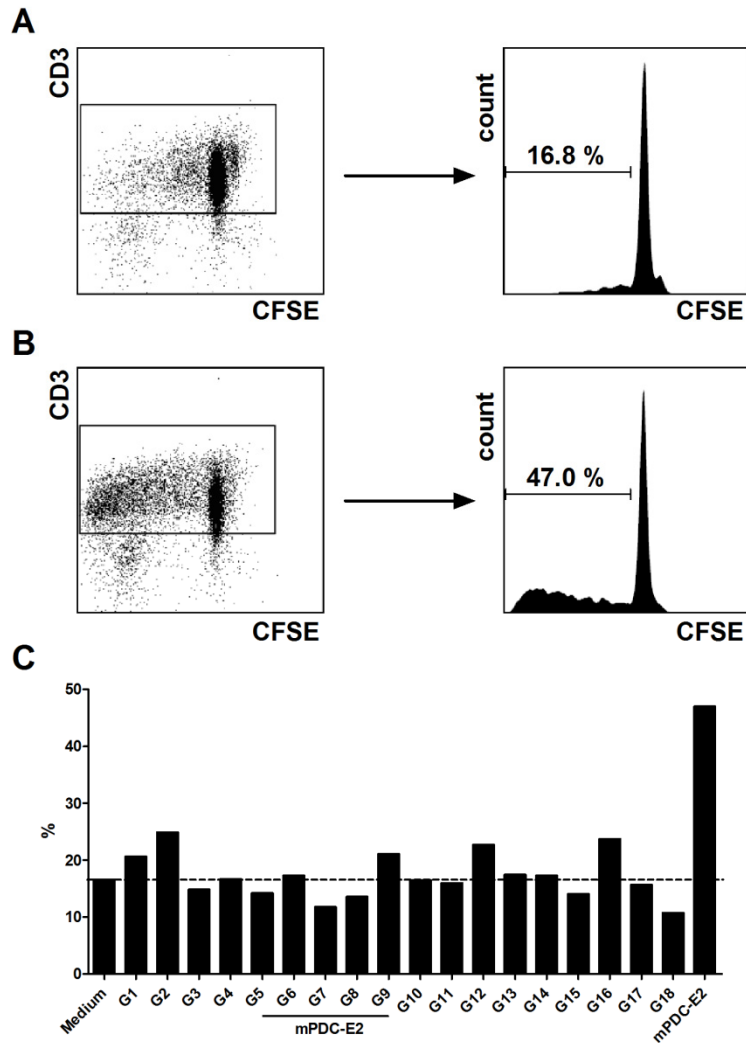 A
CD3
CFSE
count
16.8 %
CFSE
B
CD3
CFSE
count
47.0 %
CFSE
C
%
50
40
30
20
10
0
Medium
G1
G2
G3
G4
G5
G6
G7
G8
G9
G10
G11
G12
G13
G14
G15
G16
G17
G18
mPDC-E2
mPDC-E2